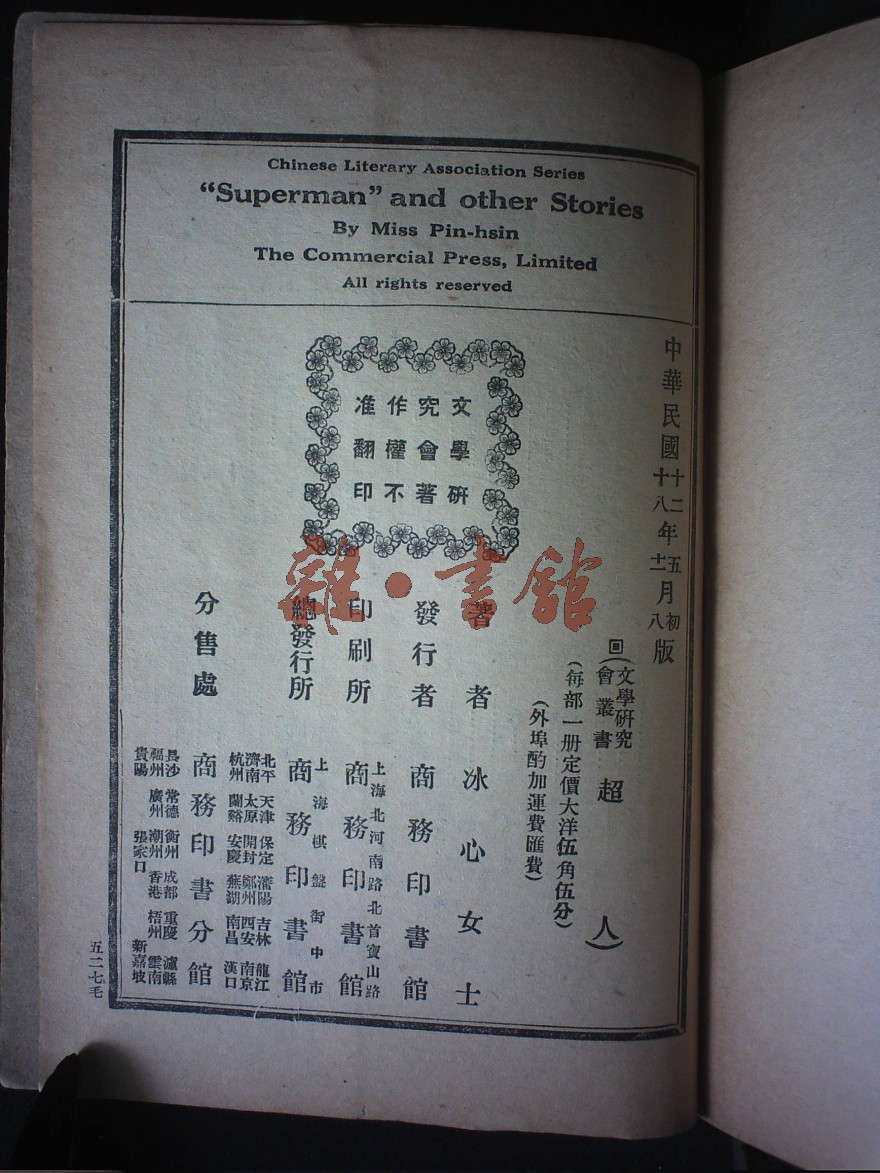 Chinese Literary Association Series
“Superman” and other Stories
By Miss Pin-hsin
The Commercial Press, Limited
All rights reserved
中華民國十二年五月初版
十八年十二月八版
回(文學研究會叢書超人)
(每部一册定價大洋伍角伍分)
(外埠酌加運費匯費)
文學研
究會著
作權不
准翻印
著者 冰心女士
發行者 商務印書館
印刷所 上海北河南路北首寶山路 商務印書館
總發行所 上海棋盤街中市 商務印書館
分售處 商務印書分館
北平 天津 保定 瀋陽 吉林 龍江
濟南 太原 開封 鄭州 西安 南京
杭州 蘭谿 安慶 蕪湖 南昌 漢口
長沙 常德 衡州 成都 重慶 瀘縣
福州 廣州 潮州 香港 梧州 雲南
貴陽 張家口 新嘉坡
五二七毛
雜·書館